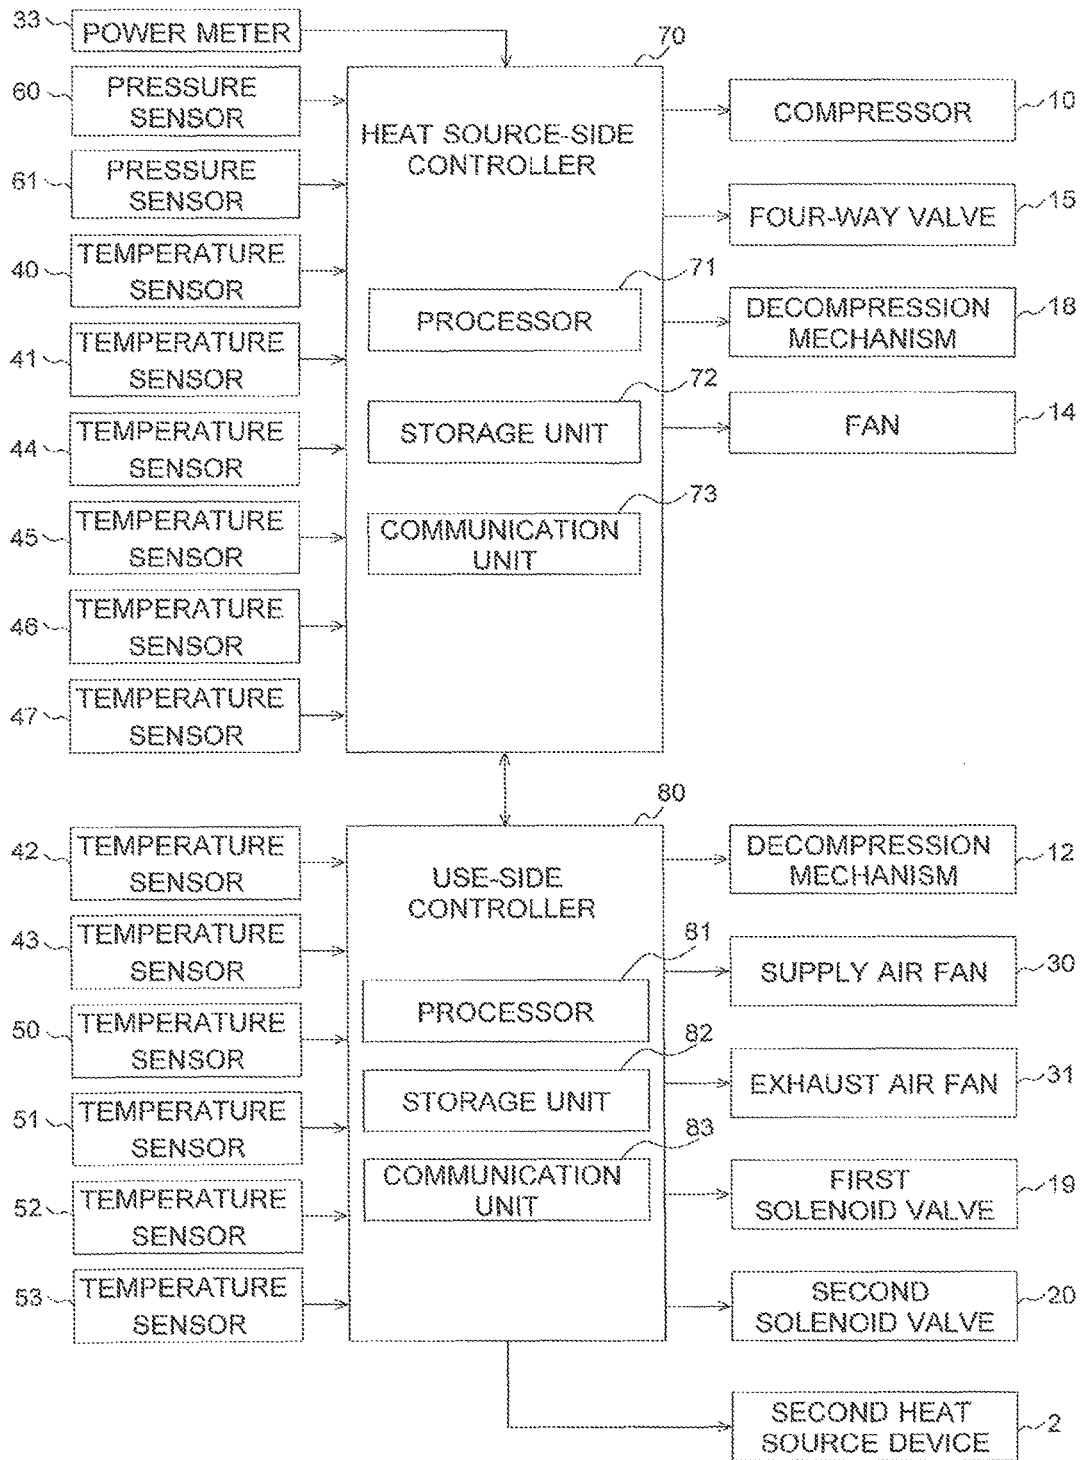 33
POWER METER
60
PRESSURE
SENSOR
61
PRESSURE
SENSOR
40
TEMPERATURE
SENSOR
41
TEMPERATURE
SENSOR
44
TEMPERATURE
SENSOR
45
TEMPERATURE
SENSOR
46
TEMPERATURE
SENSOR
47
TEMPERATURE
SENSOR
70
HEAT SOURCE-SIDE
CONTROLLER
71
PROCESSOR
72
STORAGE UNIT
73
COMMUNICATION
UNIT
COMPRESSOR
10
FOUR-WAY VALVE
15
DECOMPRESSION
MECHANISM
18
FAN
14
42
TEMPERATURE
SENSOR
43
TEMPERATURE
SENSOR
50
TEMPERATURE
SENSOR
51
TEMPERATURE
SENSOR
52
TEMPERATURE
SENSOR
53
TEMPERATURE
SENSOR
80
USE-SIDE
CONTROLLER
81
PROCESSOR
82
STORAGE UNIT
83
COMMUNICATION
UNIT
DECOMPRESSION
MECHANISM
12
SUPPLY AIR FAN
30
EXHAUST AIR FAN
31
FIRST
SOLENOID VALVE
19
SECOND
SOLENOID VALVE
20
SECOND HEAT
SOURCE DEVICE
2